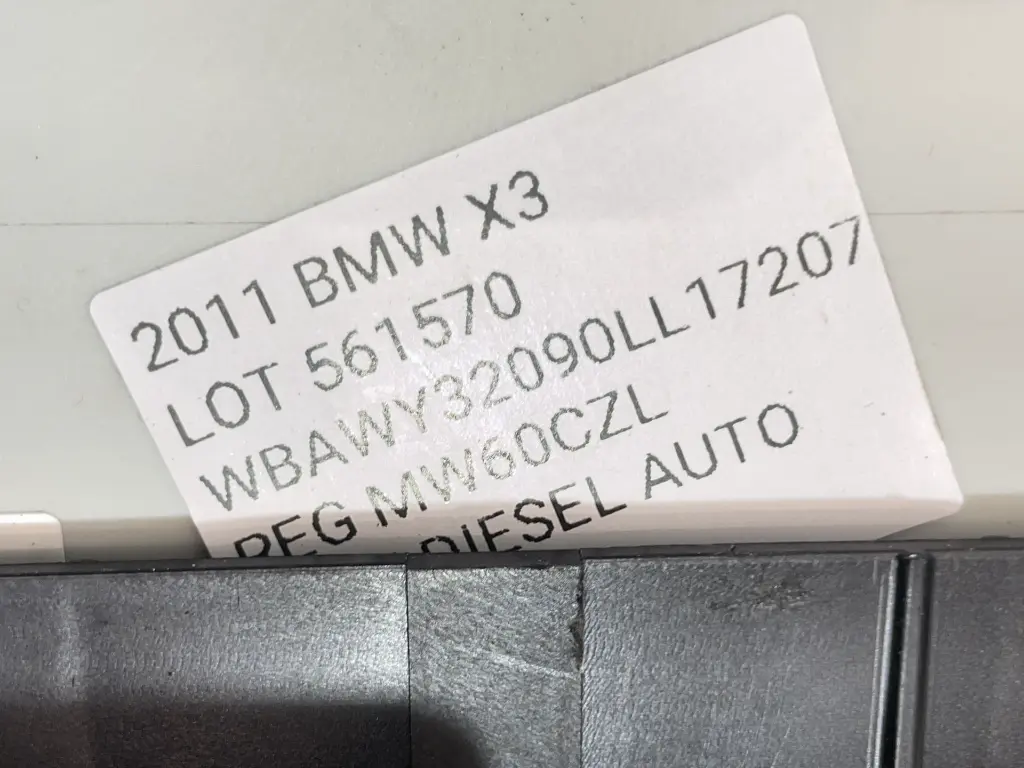 2011 BMW X3
LOT 561570
WBAWY32090LL17207
REG MW60CZL
DIESEL AUTO